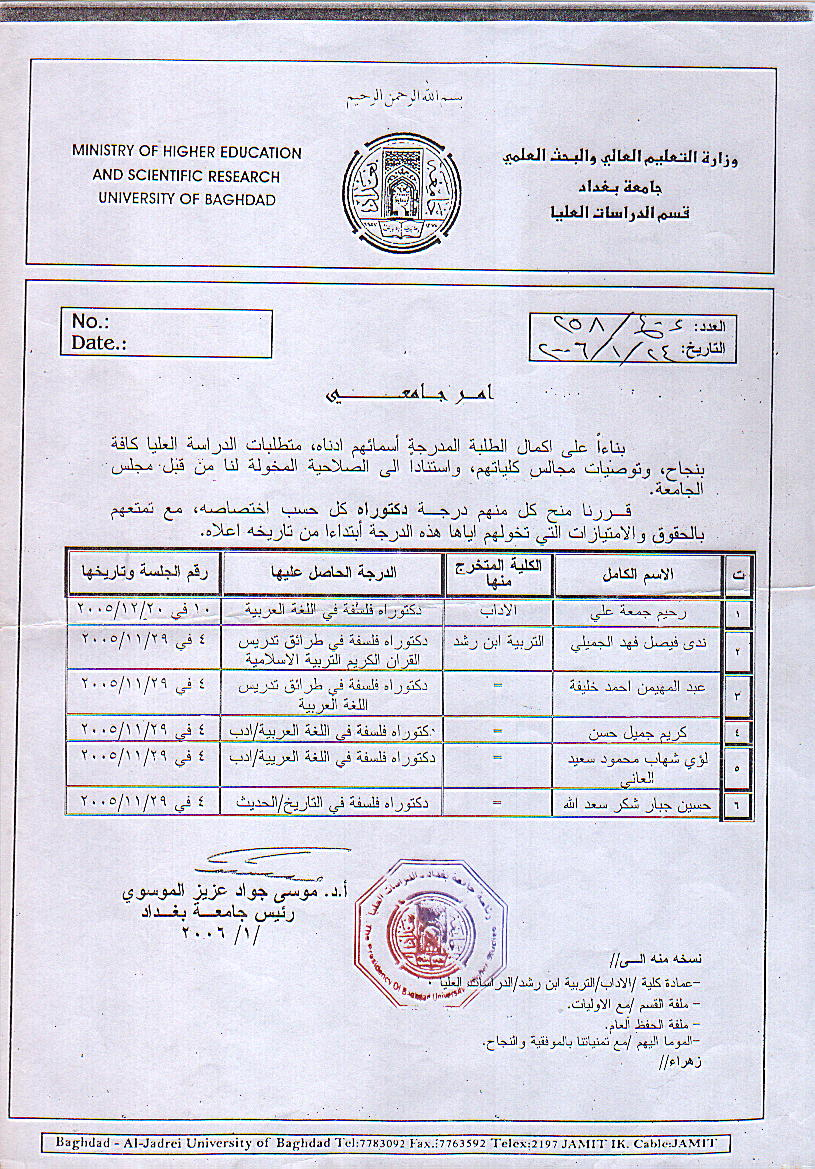 بسم الله الرحمن الرحيم
MINISTRY OF HIGHER EDUCATION
AND SCIENTIFIC RESEARCH
UNIVERSITY OF BAGHDAD
وزارة التعليم العالي والبحث العلمي
جامعة بغداد
قسم الدراسات العليا
No.:
Date.:
العدد:
التاريخ: ٢٠٠٦/١/٢٤
امر جامعي
بناءاً على اكمال الطلبة المدرجة أسمائهم ادناه، متطلبات الدراسة العليا كافة
بنجاح، وتوصيات مجالس كلياتهم، واستنادا الى الصلاحية المخولة لنا من قبل مجلس
الجامعة.
قررنا منح كل منهم درجة دكتوراه كل حسب اختصاصه، مع تمتعهم
بالحقوق والامتيازات التي تخولهم اياها هذه الدرجة أبتداءا من تاريخه اعلاه.
ت الاسم الكامل الكلية المتخرج منها الدرجة الحاصل عليها رقم الجلسة وتاريخها
١ رحيم جمعة علي الاداب دكتوراه فلسفة في اللغة العربية ١٠ في ٢٠٠٥/١٢/٢٠
٢ ندى فيصل فهد الجميلي التربية ابن رشد دكتوراه فلسفة في طرائق تدريس ٤ في ٢٠٠٥/١١/٢٩
القران الكريم التربية الاسلامية
٣ عبد المهيمن احمد خليفة = دكتوراه فلسفة في طرائق تدريس ٤ في ٢٠٠٥/١١/٢٩
اللغة العربية
٤ كريم جميل حسن = دكتوراه فلسفة في اللغة العربية/ادب ٤ في ٢٠٠٥/١١/٢٩
٥ لؤي شهاب محمود سعيد = دكتوراه فلسفة في اللغة العربية/ادب ٤ في ٢٠٠٥/١١/٢٩
العاني
٦ حسين جبار شكر سعد الله = دكتوراه فلسفة في التاريخ/الحديث ٤ في ٢٠٠٥/١١/٢٩
أ.د. موسى جواد عزيز الموسوي
رئيس جامعة بغداد
/ ١/ ٢٠٠٦
نسخه منه الى//
-عمادة كلية /الاداب/التربية ابن رشد/الدراسات العليا .
- ملفة القسم /مع الاوليات.
- ملفة الحفظ العام.
-الموما اليهم /مع تمنياتنا بالموفقية والنجاح.
زهراء//
Baghdad - Al-Jadrei University of Baghdad Tel:7783092 Fax.:7763592 Telex:2197 JAMIT IK. Cable:JAMIT